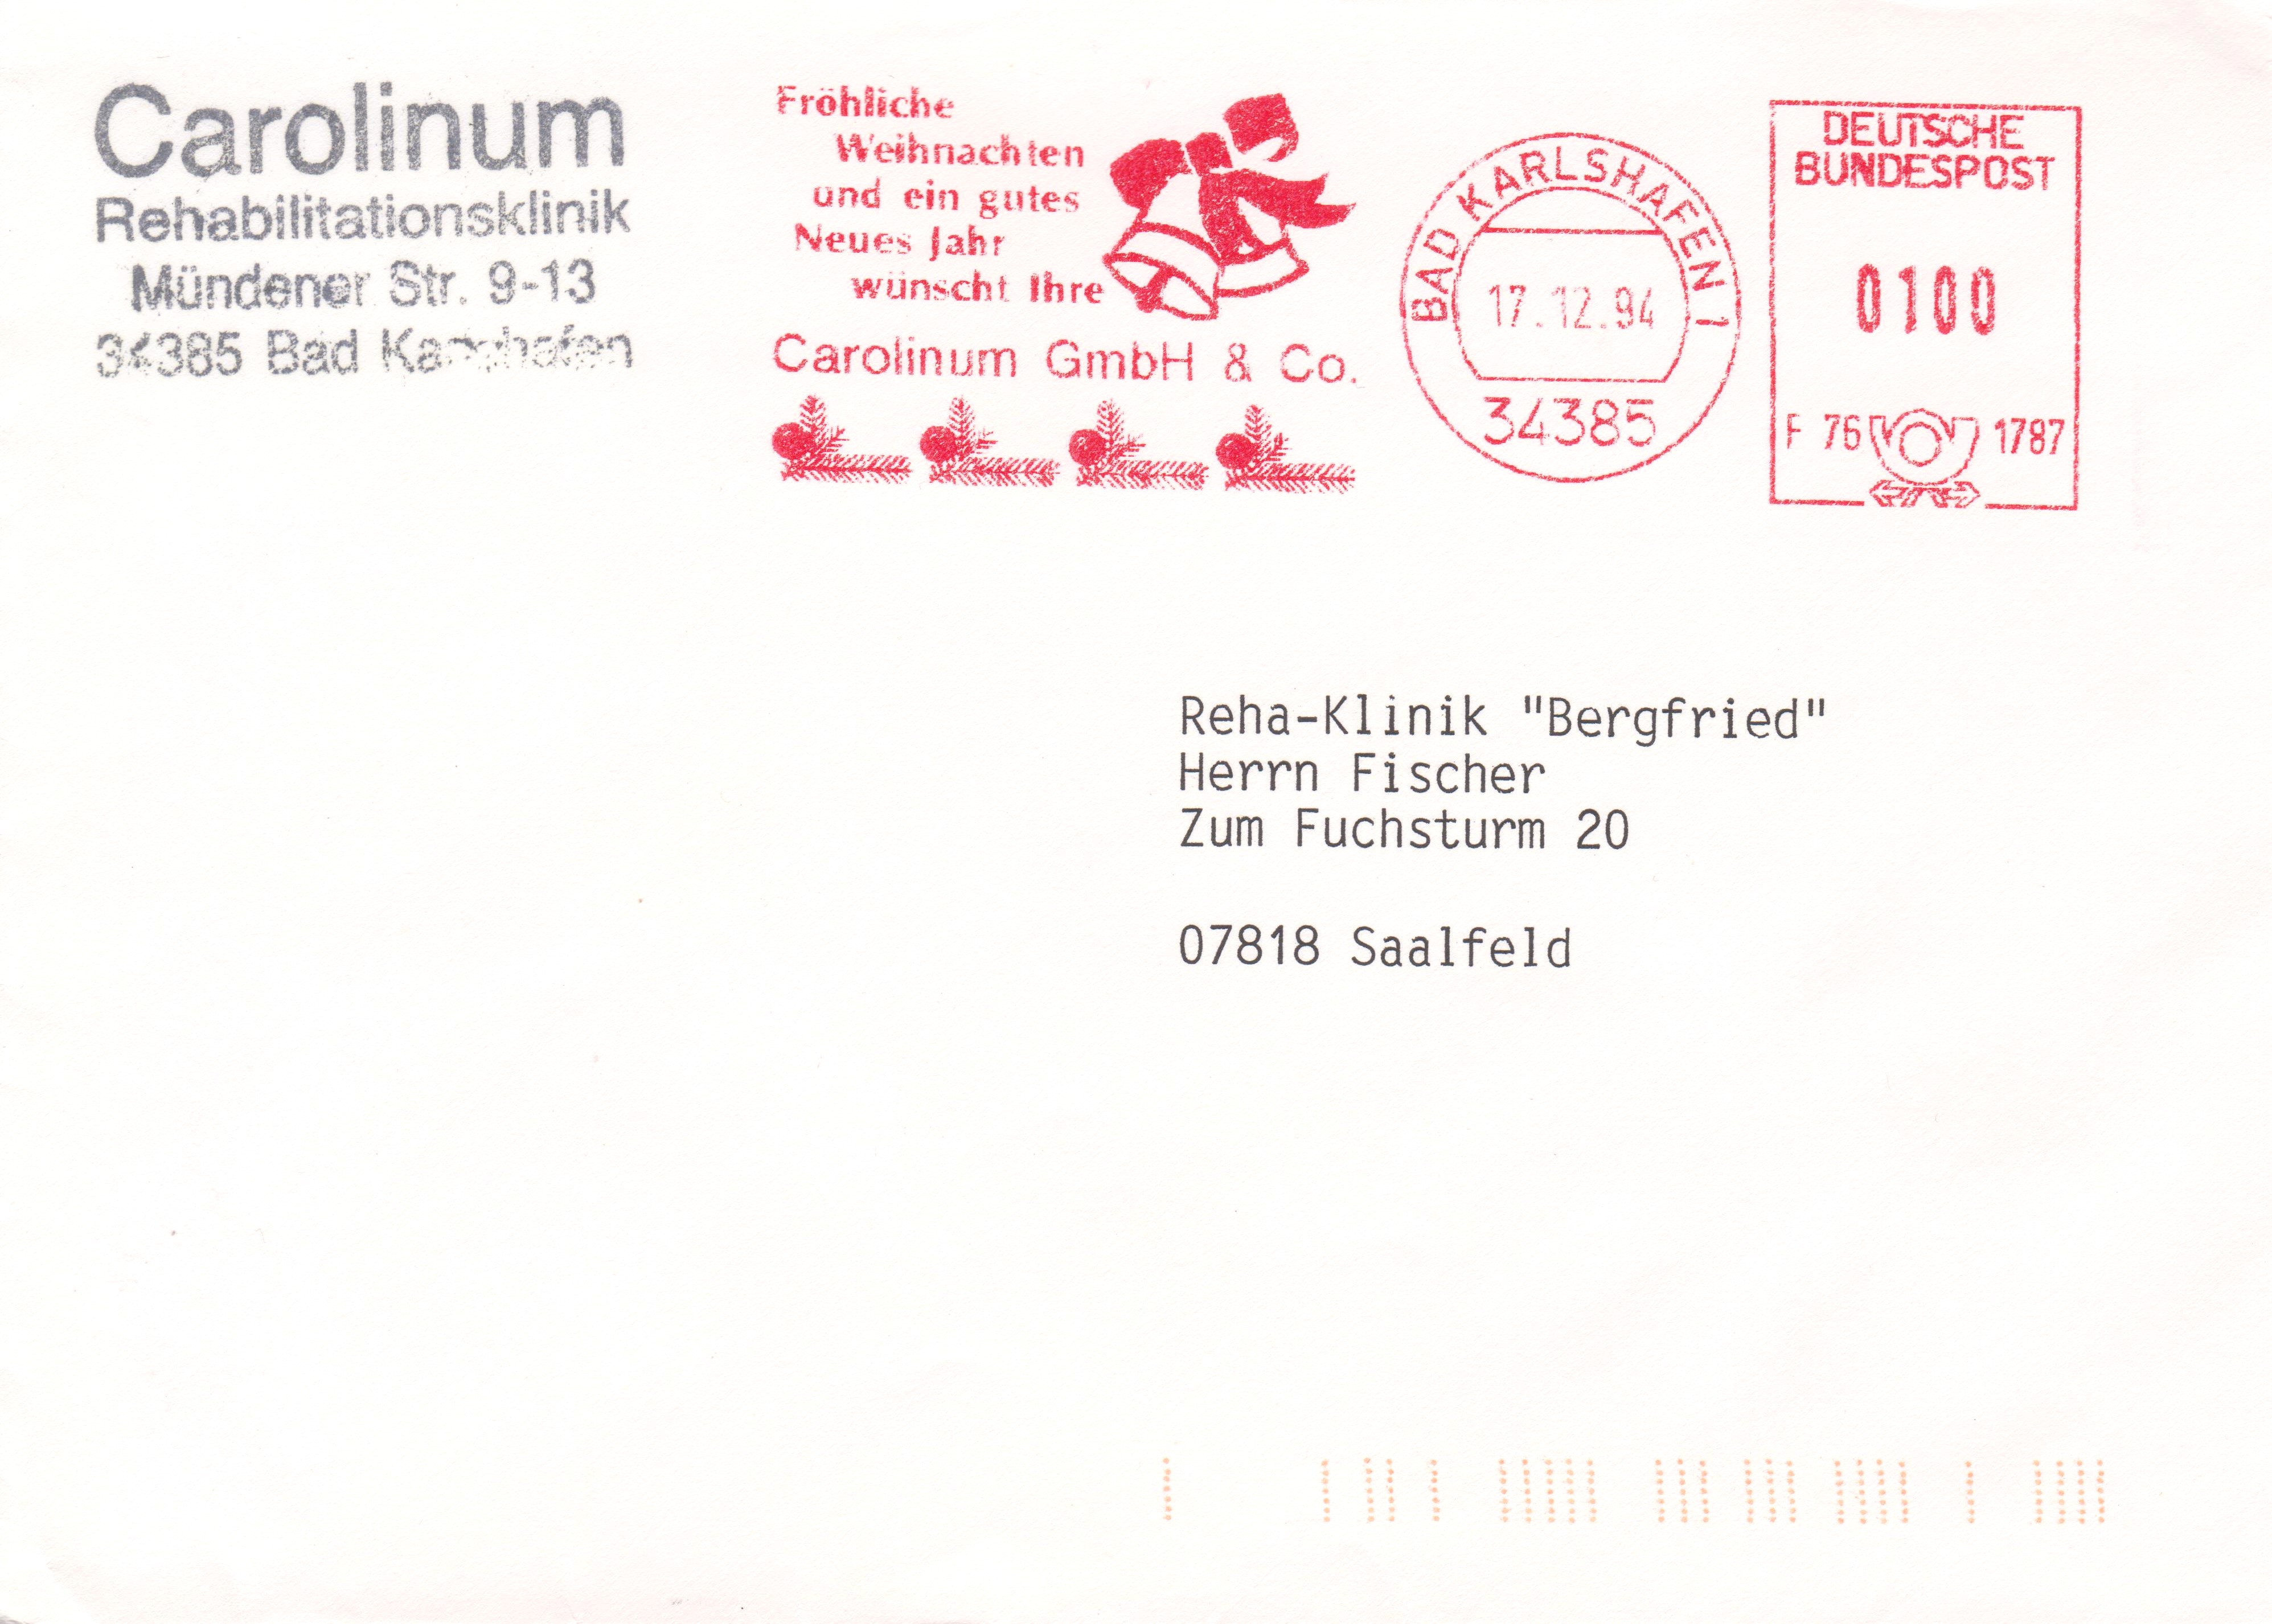 Carolinum
Rehabilitationsklinik
Mündener Str. 9-13
34385 Bad
Fröhliche
Weihnachten
und ein gutes
Neues Jahr
wünscht Ihre
Carolinum GmbH & Co.
BAD KARLSHAFEN 1
17.12.94
34385
DEUTSCHE
BUNDESPOST
0100
F 76 1787
Reha-Klinik "Bergfried"
Herrn Fischer
Zum Fuchsturm 20
07818 Saalfeld